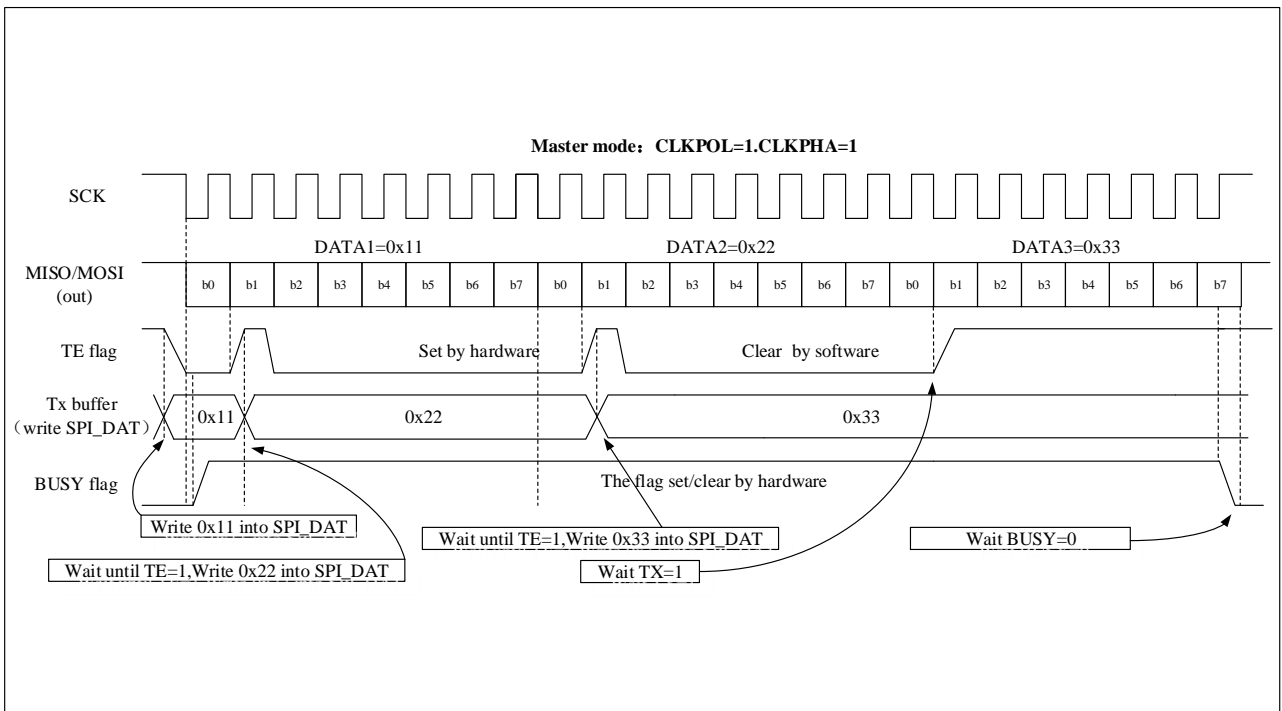 Master mode：CLKPOL=1.CLKPHA=1
SCK
DATA1=0x11 DATA2=0x22 DATA3=0x33
MISO/MOSI
(out)
b0 b1 b2 b3 b4 b5 b6 b7 b0 b1 b2 b3 b4 b5 b6 b7 b0 b1 b2 b3 b4 b5 b6 b7
TE flag
Set by hardware
Clear by software
Tx buffer
（write SPI_DAT）
0x11
0x22
0x33
BUSY flag
The flag set/clear by hardware
Write 0x11 into SPI_DAT
Wait until TE=1,Write 0x33 into SPI_DAT
Wait BUSY=0
Wait until TE=1,Write 0x22 into SPI_DAT
Wait TX=1